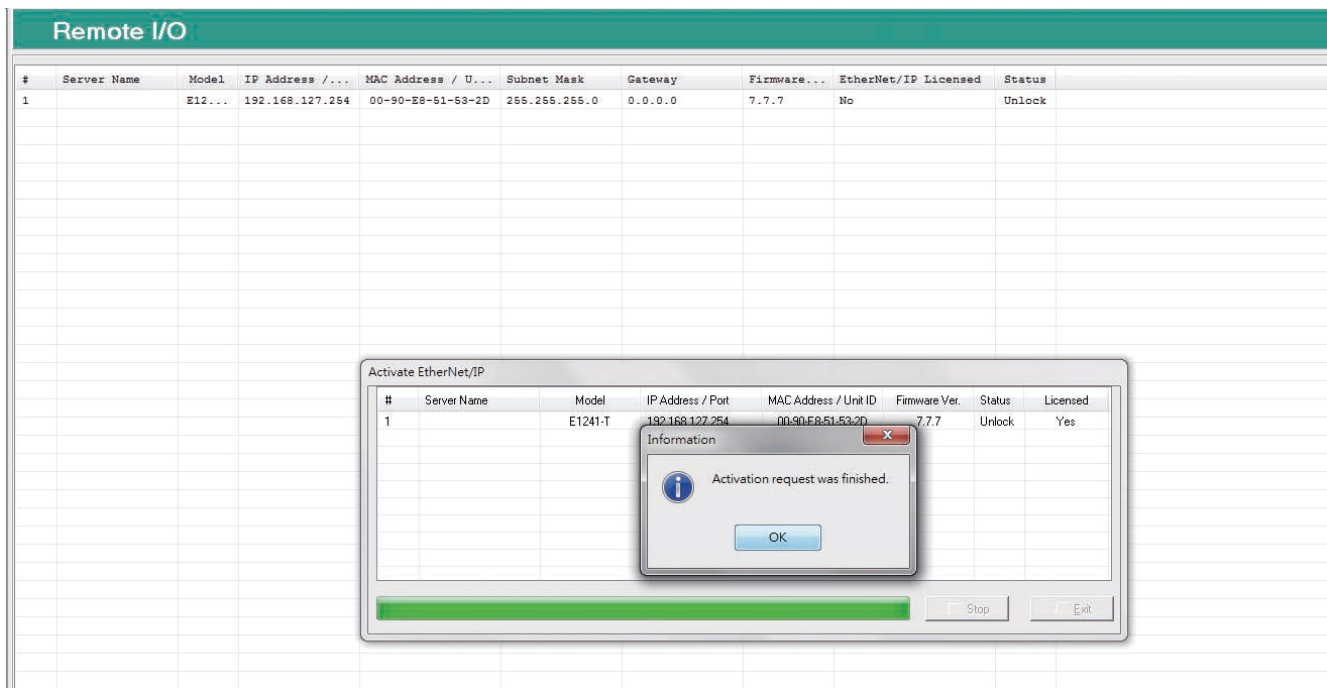 Remote I/O
# Server Name Model IP Address /... MAC Address / U... Subnet Mask Gateway Firmware... EtherNet/IP Licensed Status
1 E12... 192.168.127.254 00-90-E8-51-53-2D 255.255.255.0 0.0.0.0 7.7.7 No Unlock
Activate EtherNet/IP
# Server Name Model IP Address / Port MAC Address / Unit ID Firmware Ver. Status Licensed
1 E1241-T 192.168.127.254 00-90-E8-51-53-2D 7.7.7 Unlock Yes
Information
Activation request was finished.
OK
Stop Exit